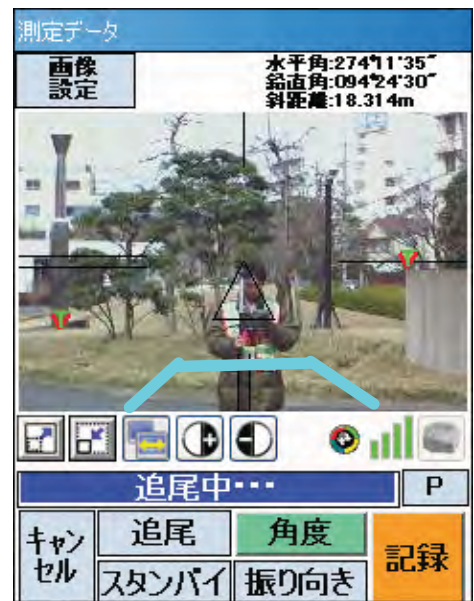 測定データ
画像
設定
水平角:274°11'35"
鉛直角:094°24'30"
斜距離:18.314m
追尾中･･･
P
キャン
セル
追尾
角度
記録
スタンバイ
振り向き